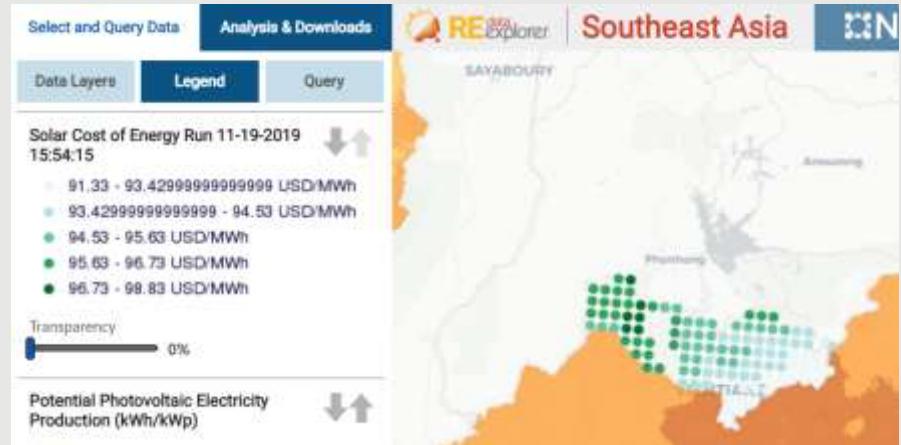 Select and Query Data
Analysis & Downloads
RE data explorer
Southeast Asia
N
Data Layers
Legend
Query
Solar Cost of Energy Run 11-19-2019
15:54:15
91.33 - 93.42999999999999 USD/MWh
93.42999999999999 - 94.53 USD/MWh
94.53 - 95.63 USD/MWh
95.63 - 96.73 USD/MWh
96.73 - 98.83 USD/MWh
Transparency
0%
Potential Photovoltaic Electricity
Production (kWh/kWp)
SAYABOURY
Phonhong